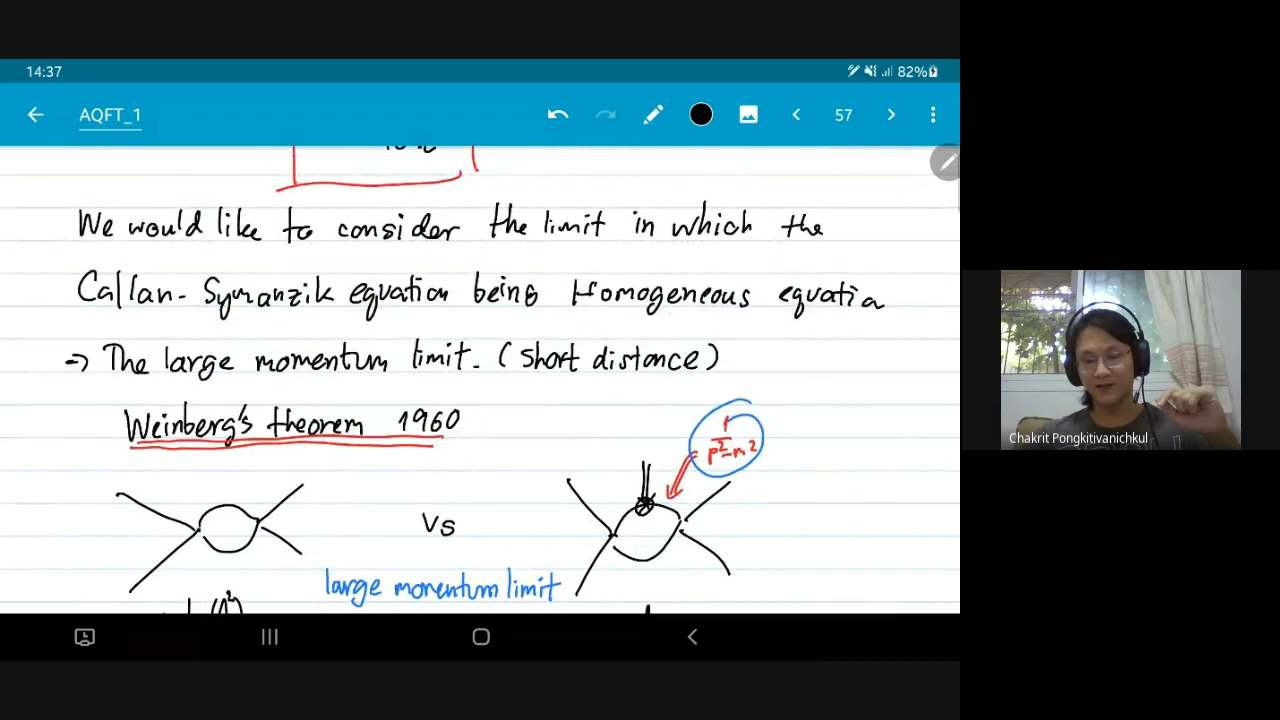 14:37
82%
AQFT_1
57
We would like to consider the limit in which the
Callan-Symanzik equation being Homogeneous equatio
⇒ The large momentum limit. (short distance)
Weinberg's theorem 1960
1
p²-m²
Vs
large momentum limit
Chakrit Pongkitivanichkul